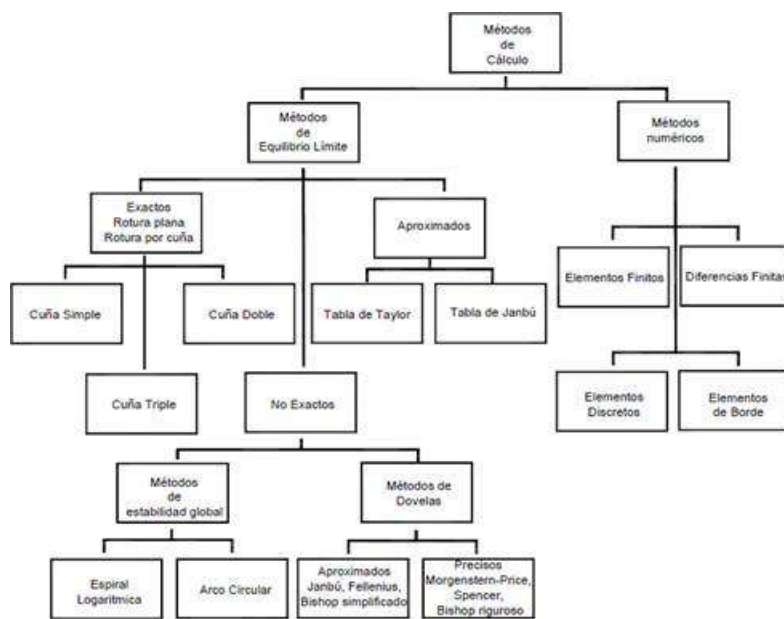 Métodos
de
Cálculo
Métodos
de
Equilibrio Límite
Métodos
numéricos
Exactos
Rotura plana
Rotura por cuña
Aproximados
Elementos Finitos
Diferencias Finitas
Cuña Simple
Cuña Doble
Tabla de Taylor
Tabla de Janbú
Cuña Triple
No Exactos
Elementos
Discretos
Elementos
de Borde
Métodos
de
estabilidad global
Métodos de
Dovelas
Espiral
Logaritmica
Arco Circular
Aproximados
Janbú, Fellenius,
Bishop simplificado
Precisos
Morgenstern-Price,
Spencer,
Bishop riguroso